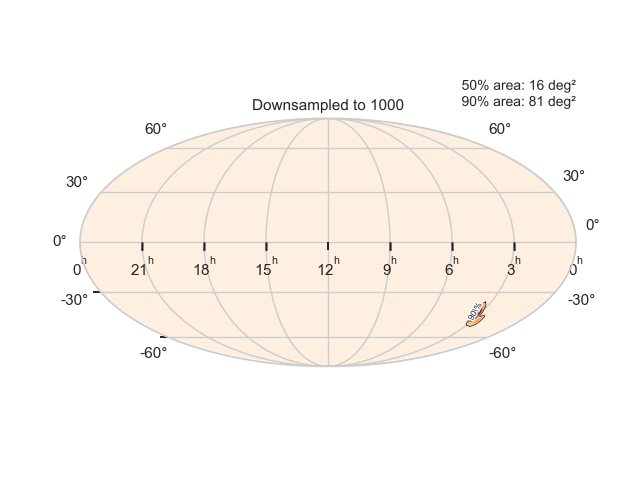 50% area: 16 deg²
90% area: 81 deg²
Downsampled to 1000
60° 60°
30° 30°
0° 0°
0h 21h 18h 15h 12h 9h 6h 3h 0h
-30° -30°
90%
-60° -60°